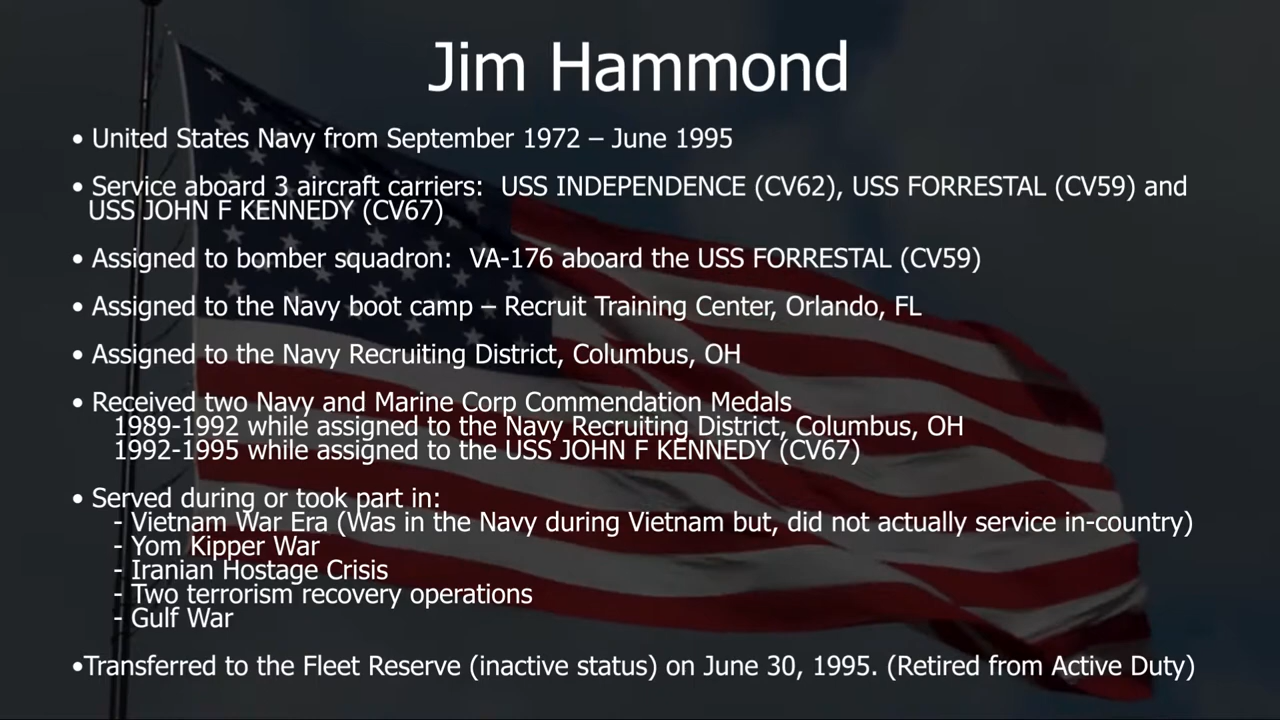 Jim Hammond
• United States Navy from September 1972 – June 1995
• Service aboard 3 aircraft carriers:  USS INDEPENDENCE (CV62), USS FORRESTAL (CV59) and
USS JOHN F KENNEDY (CV67)
• Assigned to bomber squadron:  VA-176 aboard the USS FORRESTAL (CV59)
• Assigned to the Navy boot camp – Recruit Training Center, Orlando, FL
• Assigned to the Navy Recruiting District, Columbus, OH
• Received two Navy and Marine Corp Commendation Medals
1989-1992 while assigned to the Navy Recruiting District, Columbus, OH
1992-1995 while assigned to the USS JOHN F KENNEDY (CV67)
• Served during or took part in:
- Vietnam War Era (Was in the Navy during Vietnam but, did not actually service in-country)
- Yom Kipper War
- Iranian Hostage Crisis
- Two terrorism recovery operations
- Gulf War
•Transferred to the Fleet Reserve (inactive status) on June 30, 1995. (Retired from Active Duty)